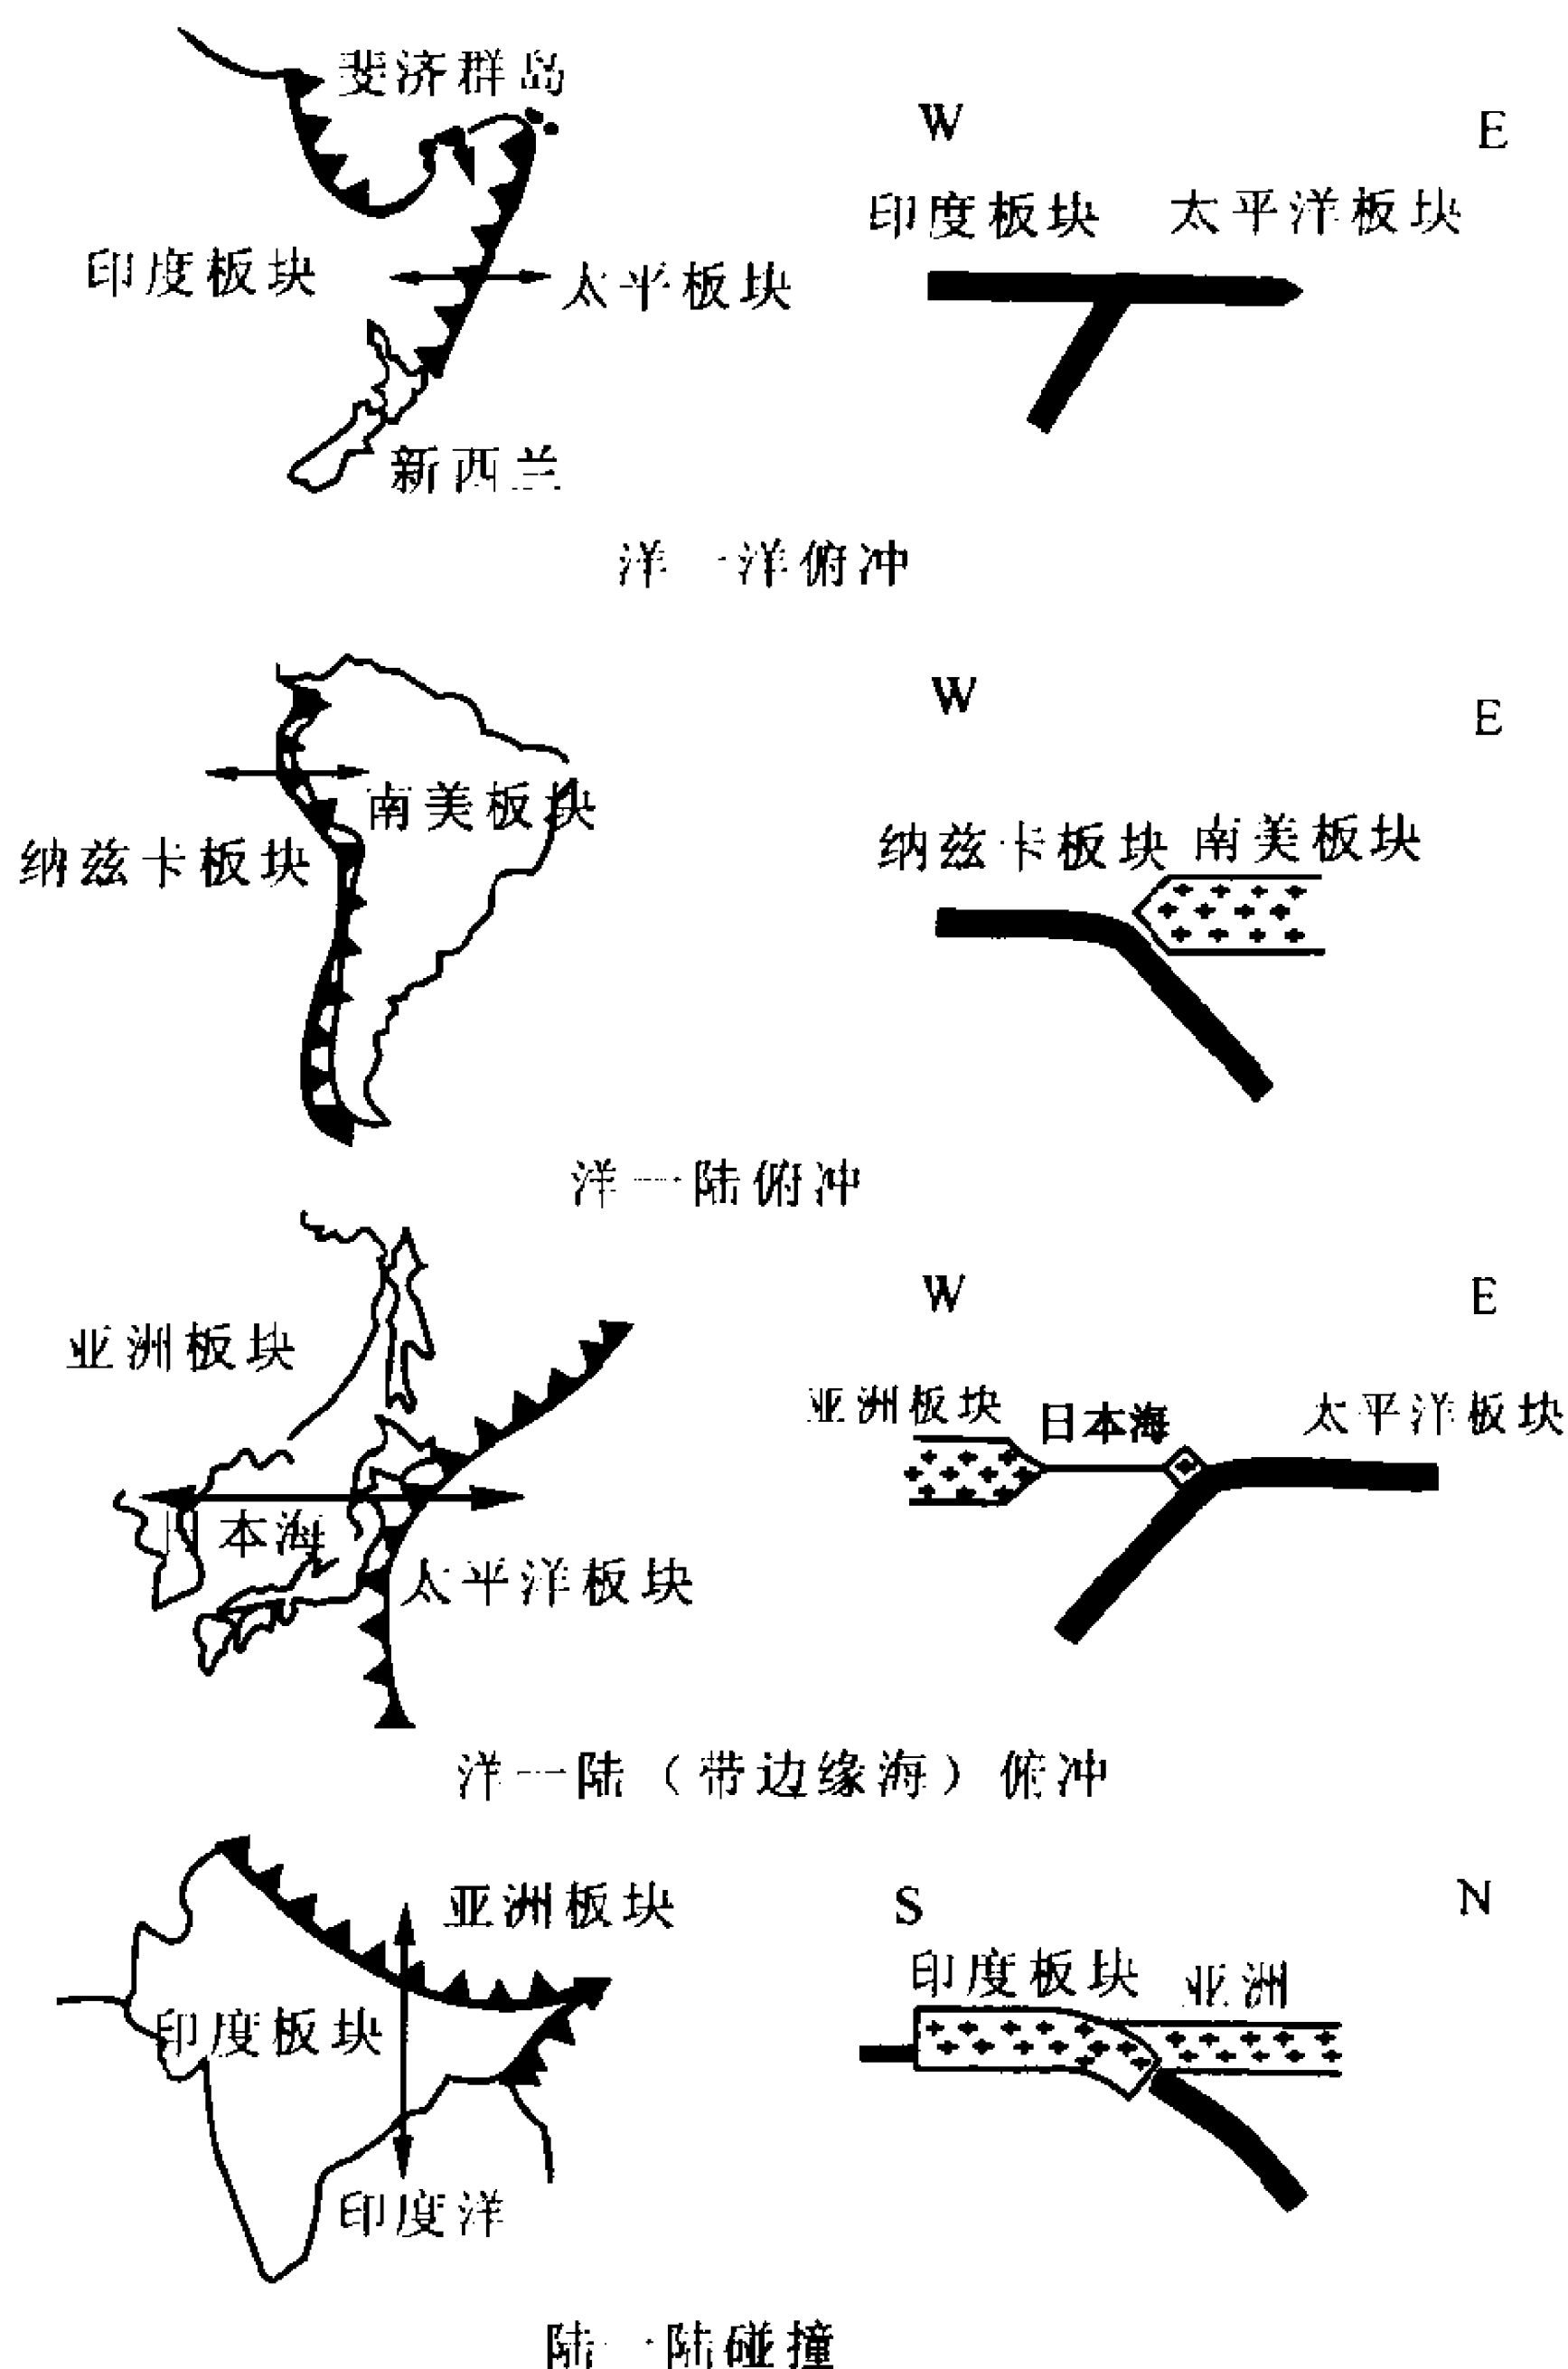 斐济群岛
W
E
印度板块
太平洋板块
印度板块
太平板块
新西兰
洋一洋俯冲
W
E
南美板块
纳兹卡板块
纳兹卡板块
南美板块
洋一陆俯冲
W
E
亚洲板块
亚洲板块
日本海
太平洋板块
日本海
太平洋板块
洋一陆（带边缘海）俯冲
亚洲板块
S
N
印度板块
亚洲
印度板块
印度洋
陆一陆碰撞